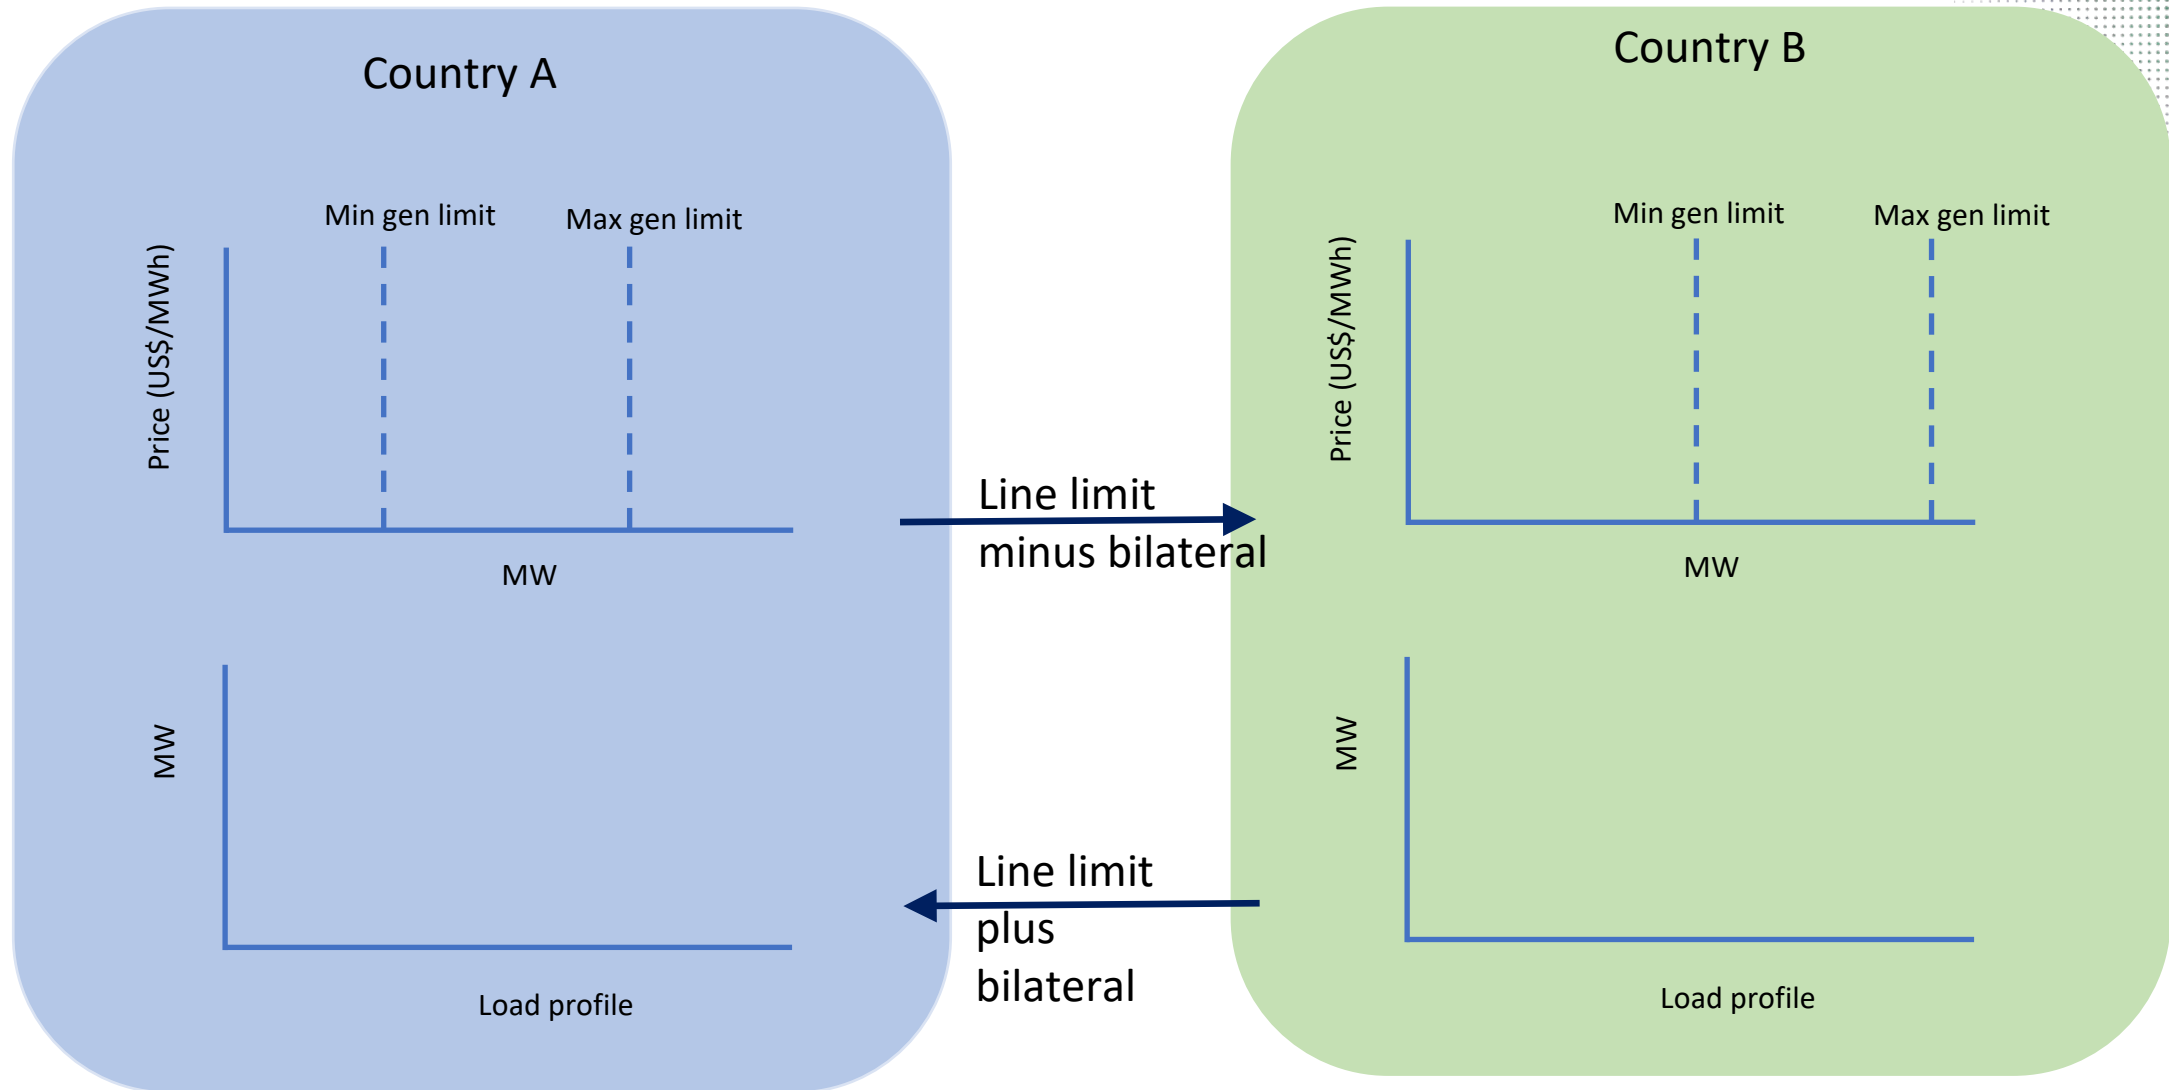 Country A
Min gen limit
Max gen limit
Price (US$/MWh)
MW
MW
Load profile
Line limit
minus bilateral
Line limit
plus
bilateral
Country B
Min gen limit
Max gen limit
Price (US$/MWh)
MW
MW
Load profile